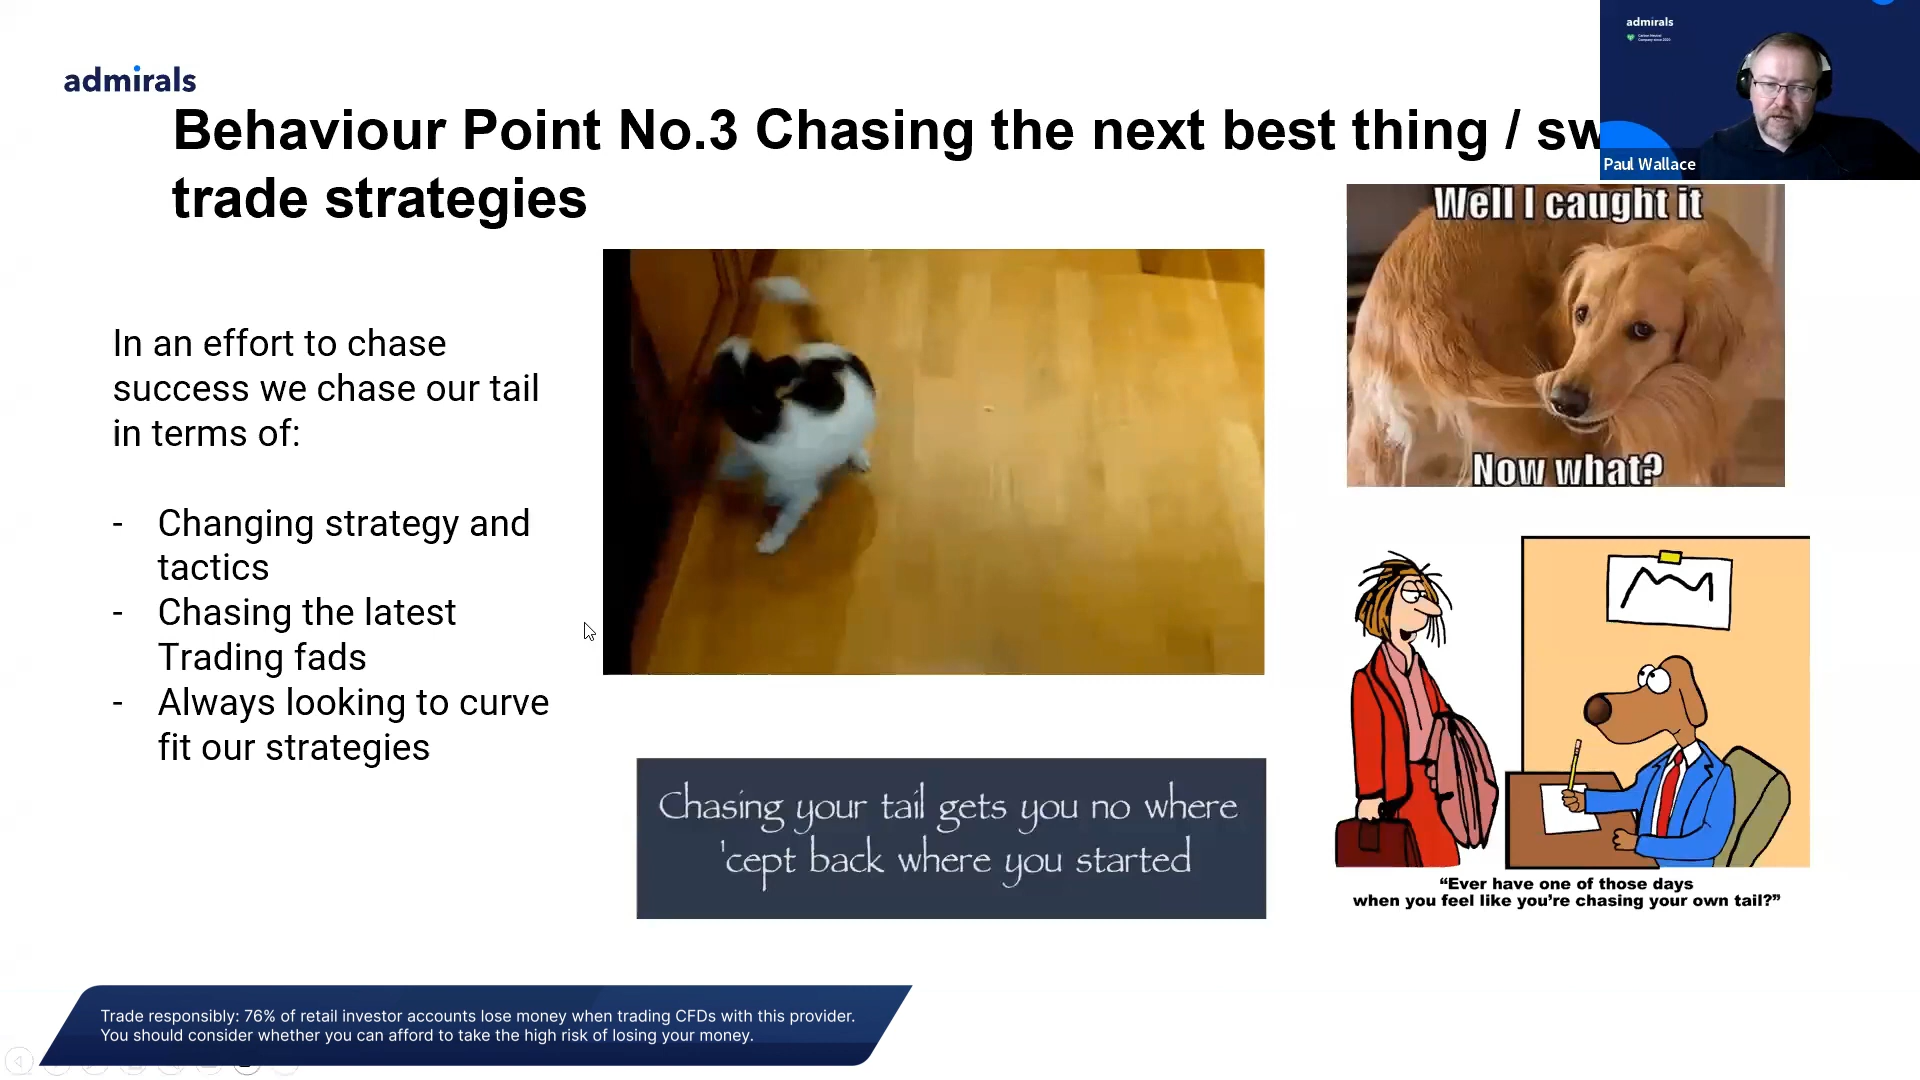 admirals
Behaviour Point No.3 Chasing the next best thing / sw
trade strategies
admirals
Paul Wallace
In an effort to chase
success we chase our tail
in terms of:
- Changing strategy and
tactics
- Chasing the latest
Trading fads
- Always looking to curve
fit our strategies
Well I caught it
Now what?
Chasing your tail gets you no where
'cept back where you started
“Ever have one of those days
when you feel like you’re chasing your own tail?”
Trade responsibly: 76% of retail investor accounts lose money when trading CFDs with this provider.
You should consider whether you can afford to take the high risk of losing your money.